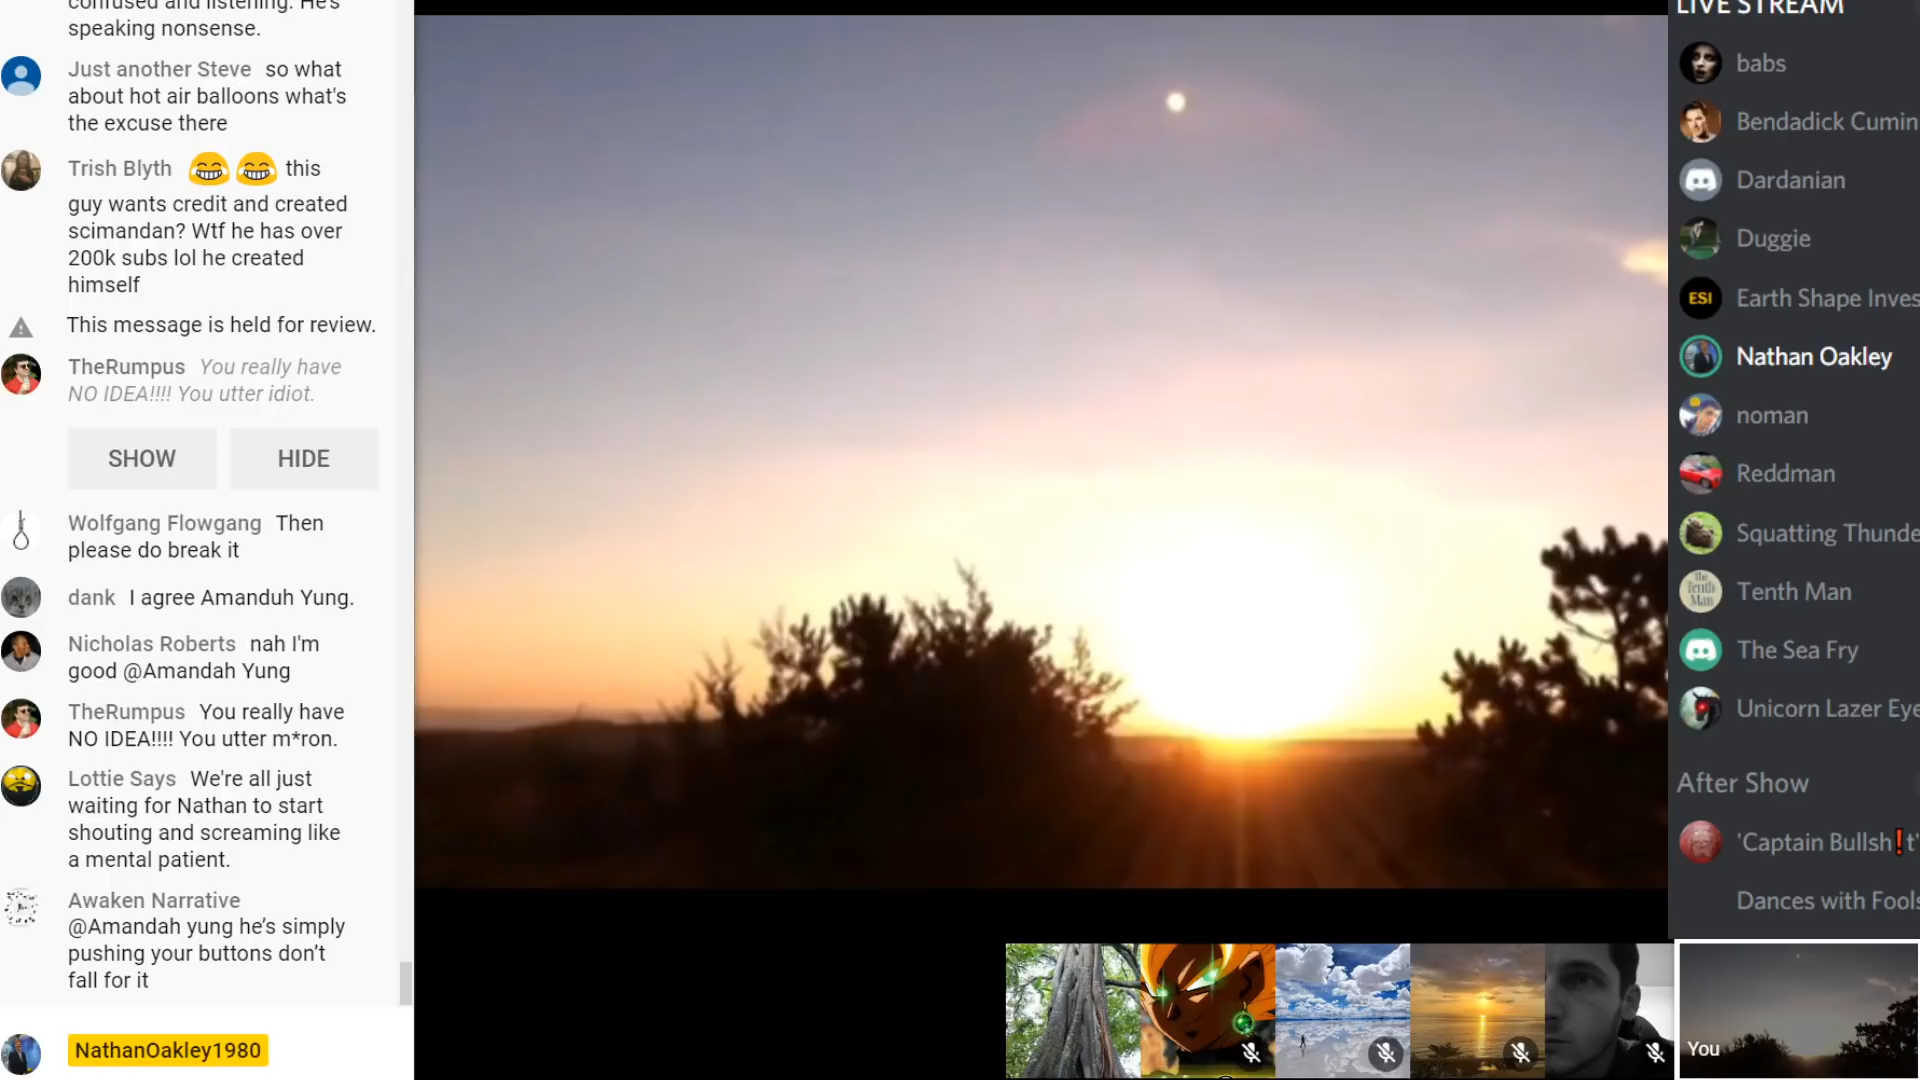 confused and listening. He's
speaking nonsense.
Just another Steve so what
about hot air balloons what's
the excuse there
Trish Blyth this
guy wants credit and created
scimandan? Wtf he has over
200k subs lol he created
himself
This message is held for review.
TheRumpus You really have
NO IDEA!!!! You utter idiot.
SHOW HIDE
Wolfgang Flowgang Then
please do break it
dank I agree Amanduh Yung.
Nicholas Roberts nah I'm
good @Amandah Yung
TheRumpus You really have
NO IDEA!!!! You utter m*ron.
Lottie Says We're all just
waiting for Nathan to start
shouting and screaming like
a mental patient.
Awaken Narrative
@Amandah yung he’s simply
pushing your buttons don’t
fall for it
NathanOakley1980
LIVE STREAM
babs
Bendadick Cumin
Dardanian
Duggie
ESI Earth Shape Inves
Nathan Oakley
noman
Reddman
Squatting Thunde
The
Tenth
Man
Tenth Man
The Sea Fry
Unicorn Lazer Eye
After Show
'Captain Bullsh❗t'
Dances with Fools
You